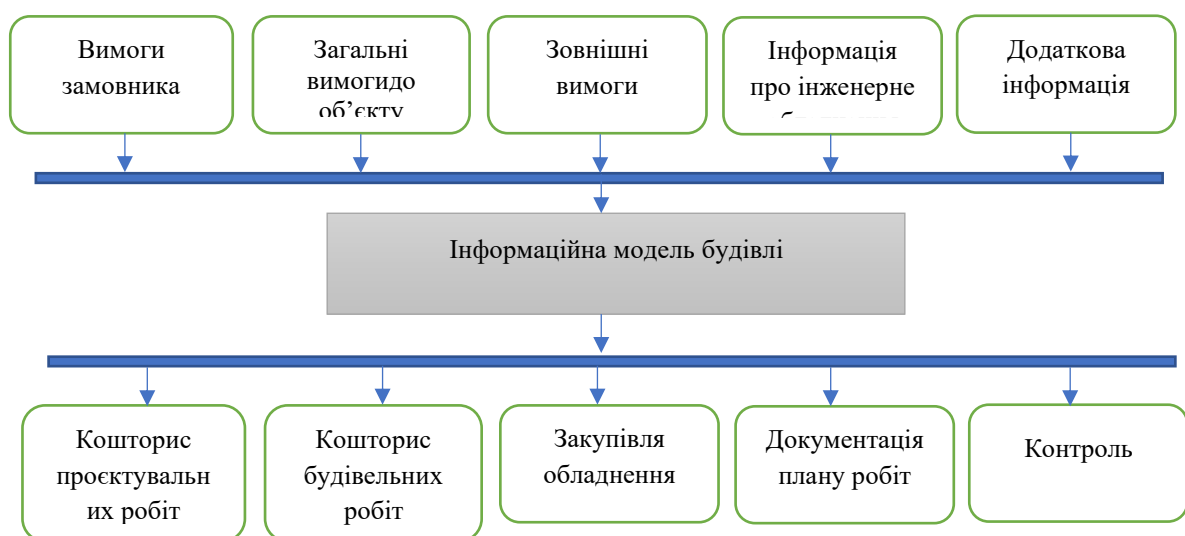 Вимоги
замовника
Загальні
вимогидо
об’єкту
Зовнішні
вимоги
Інформація
про інженерне
Додаткова
інформація
Інформаційна модель будівлі
Кошторис
проєктувальн
их робіт
Кошторис
будівельних
робіт
Закупівля
обладнення
Документація
плану робіт
Контроль